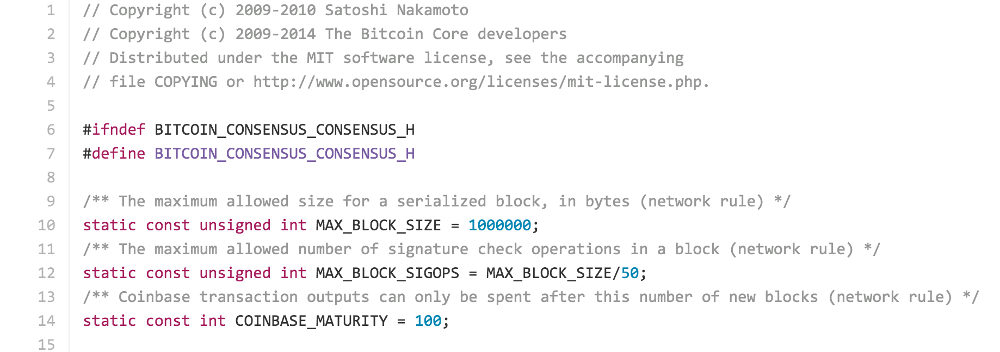 1 // Copyright (c) 2009-2010 Satoshi Nakamoto
2 // Copyright (c) 2009-2014 The Bitcoin Core developers
3 // Distributed under the MIT software license, see the accompanying
4 // file COPYING or http://www.opensource.org/licenses/mit-license.php.
5
6 #ifndef BITCOIN_CONSENSUS_CONSENSUS_H
7 #define BITCOIN_CONSENSUS_CONSENSUS_H
8
9 /** The maximum allowed size for a serialized block, in bytes (network rule) */
10 static const unsigned int MAX_BLOCK_SIZE = 1000000;
11 /** The maximum allowed number of signature check operations in a block (network rule) */
12 static const unsigned int MAX_BLOCK_SIGOPS = MAX_BLOCK_SIZE/50;
13 /** Coinbase transaction outputs can only be spent after this number of new blocks (network rule) */
14 static const int COINBASE_MATURITY = 100;
15